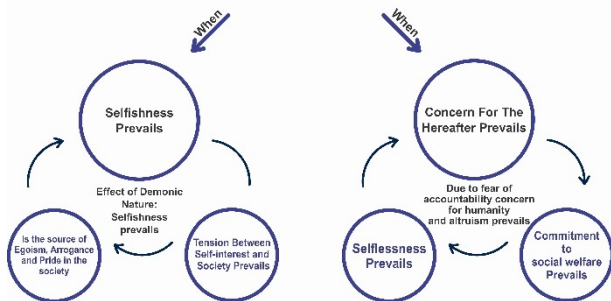 When
When
Selfishness
Prevails
Effect of Demonic
Nature:
Selfishness
prevails
Is the source of
Egoism, Arrogance
and Pride in the
society
Tension Between
Self-interest and
Society Prevails
Concern For The
Hereafter Prevails
Due to fear of
accountability concern
for humanity
and altruism prevails
Selflessness
Prevails
Commitment
to
social welfare
Prevails